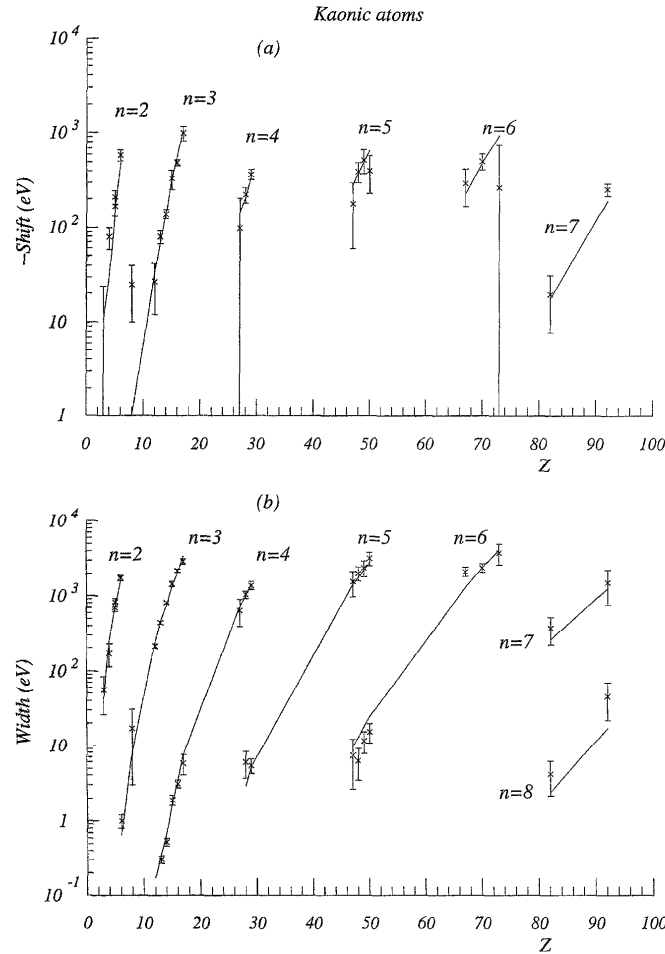 Kaonic atoms
(a)
10^4
10^3
10^2
10
1
−Shift (eV)
n=2
n=3
n=4
n=5
n=6
n=7
0 10 20 30 40 50 60 70 80 90 100
Z
(b)
10^4
10^3
10^2
10
1
10^-1
Width (eV)
n=2
n=3
n=4
n=5
n=6
n=7
n=8
0 10 20 30 40 50 60 70 80 90 100
Z